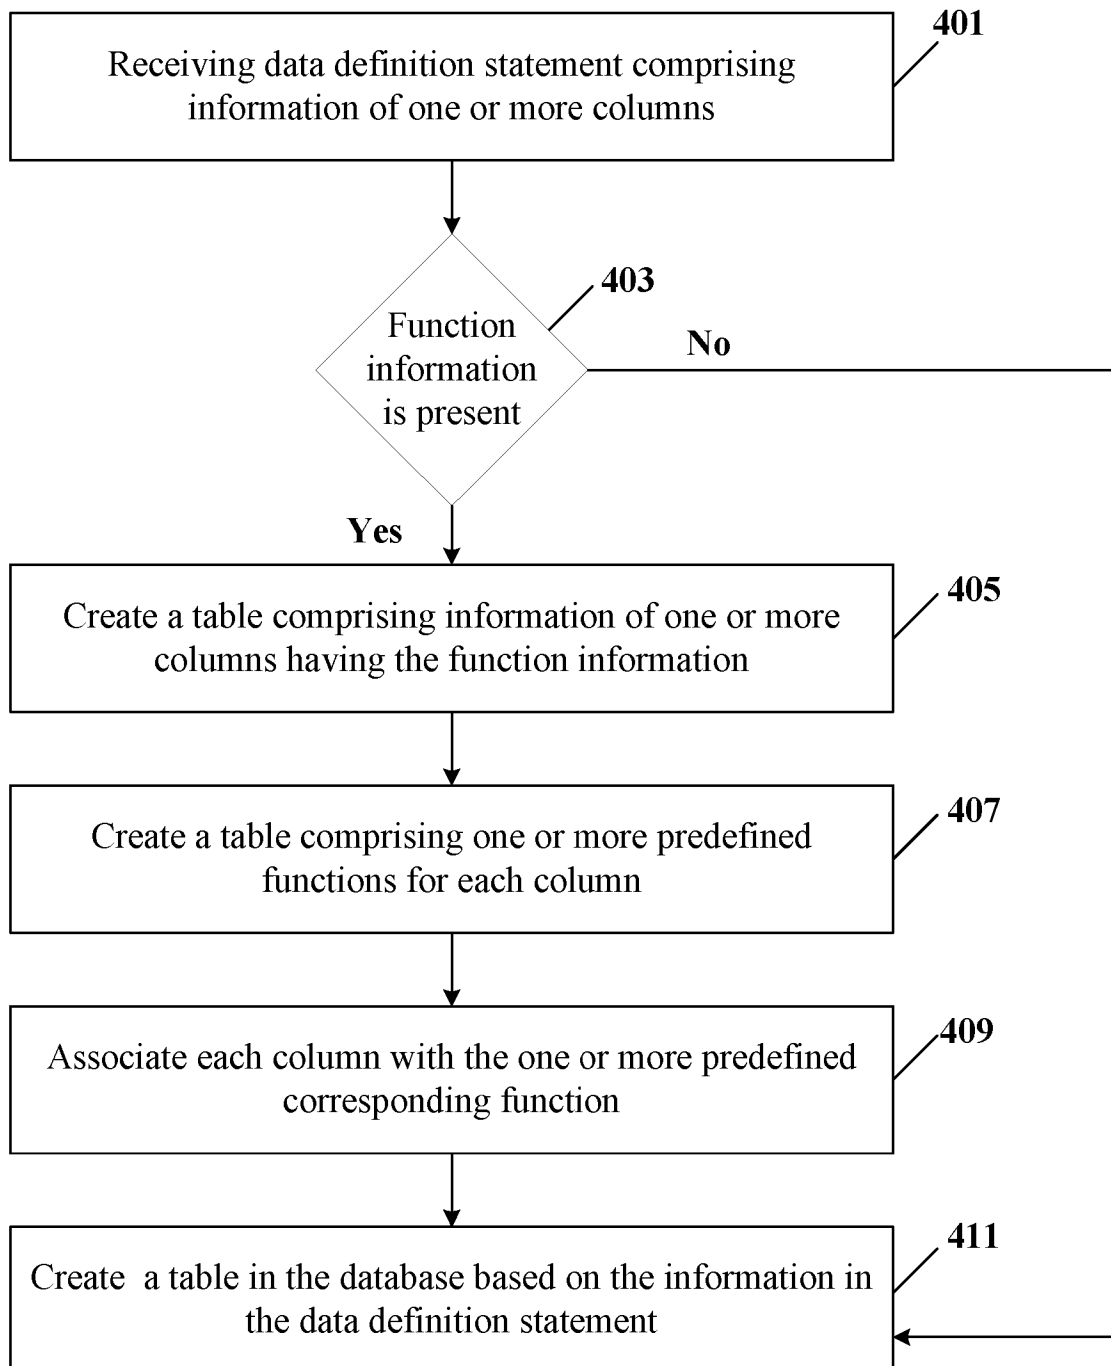 401
Receiving data definition statement comprising
information of one or more columns
403
Function
information
is present
No
Yes
405
Create a table comprising information of one or more
columns having the function information
407
Create a table comprising one or more predefined
functions for each column
409
Associate each column with the one or more predefined
corresponding function
411
Create a table in the database based on the information in
the data definition statement